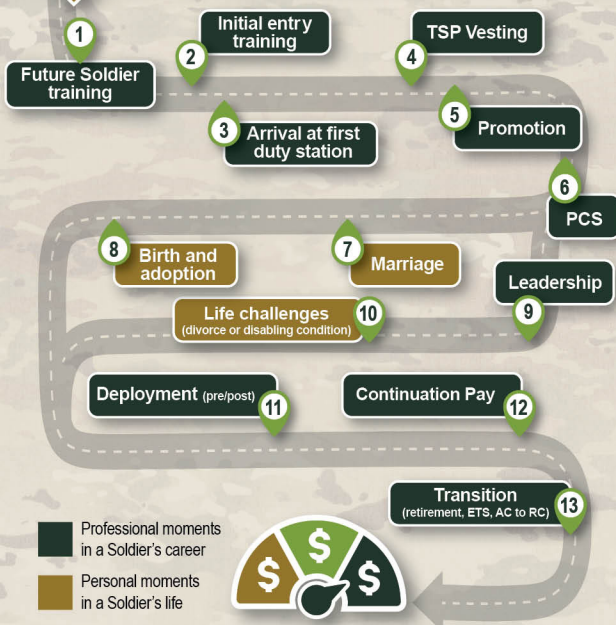 1
Future Soldier
training
2
Initial entry
training
3
Arrival at first
duty station
4
TSP Vesting
5
Promotion
6
PCS
7
Marriage
8
Birth and
adoption
9
Leadership
10
Life challenges
(divorce or disabling condition)
11
Deployment (pre/post)
12
Continuation Pay
13
Transition
(retirement, ETS, AC to RC)
Professional moments
in a Soldier's career
Personal moments
in a Soldier's life
$ $ $